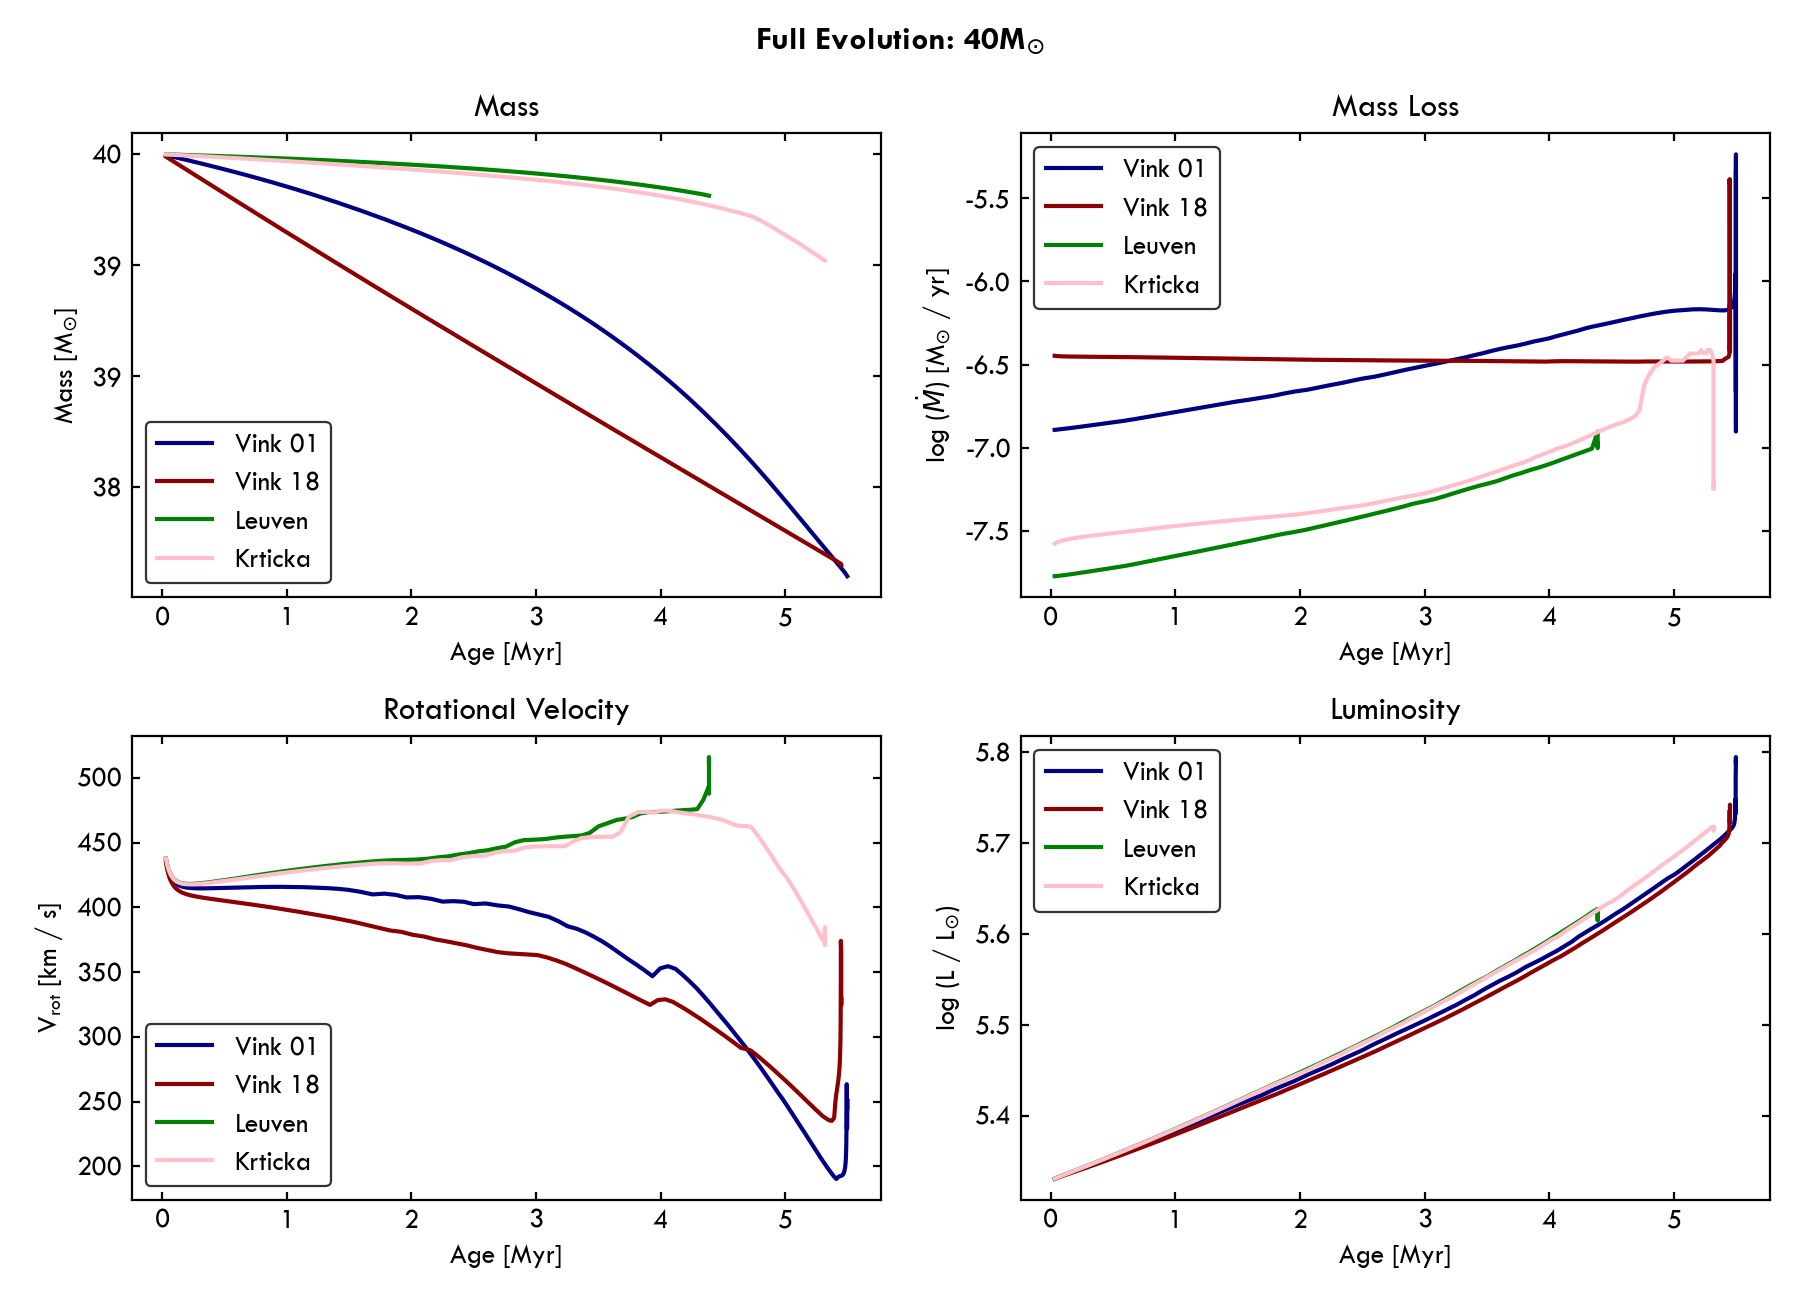 Full Evolution: 40M☉
Mass
40
39
39
38
Mass [M☉]
0 1 2 3 4 5
Age [Myr]
Vink 01
Vink 18
Leuven
Krticka
Mass Loss
-5.5
-6.0
-6.5
-7.0
-7.5
log (Ṁ) [M☉ / yr]
0 1 2 3 4 5
Age [Myr]
Vink 01
Vink 18
Leuven
Krticka
Rotational Velocity
500
450
400
350
300
250
200
Vrot [km / s]
0 1 2 3 4 5
Age [Myr]
Vink 01
Vink 18
Leuven
Krticka
Luminosity
5.8
5.7
5.6
5.5
5.4
log (L / L☉)
0 1 2 3 4 5
Age [Myr]
Vink 01
Vink 18
Leuven
Krticka